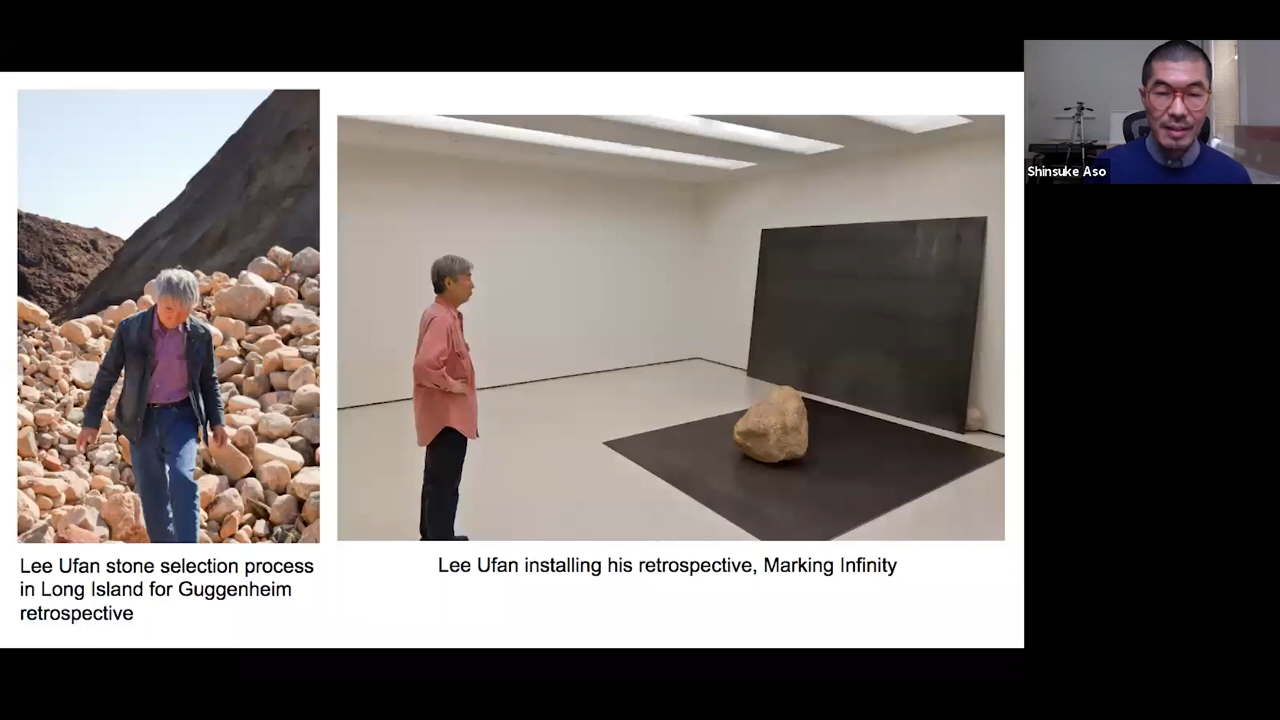 Shinsuke Aso
Lee Ufan stone selection process
in Long Island for Guggenheim
retrospective
Lee Ufan installing his retrospective, Marking Infinity